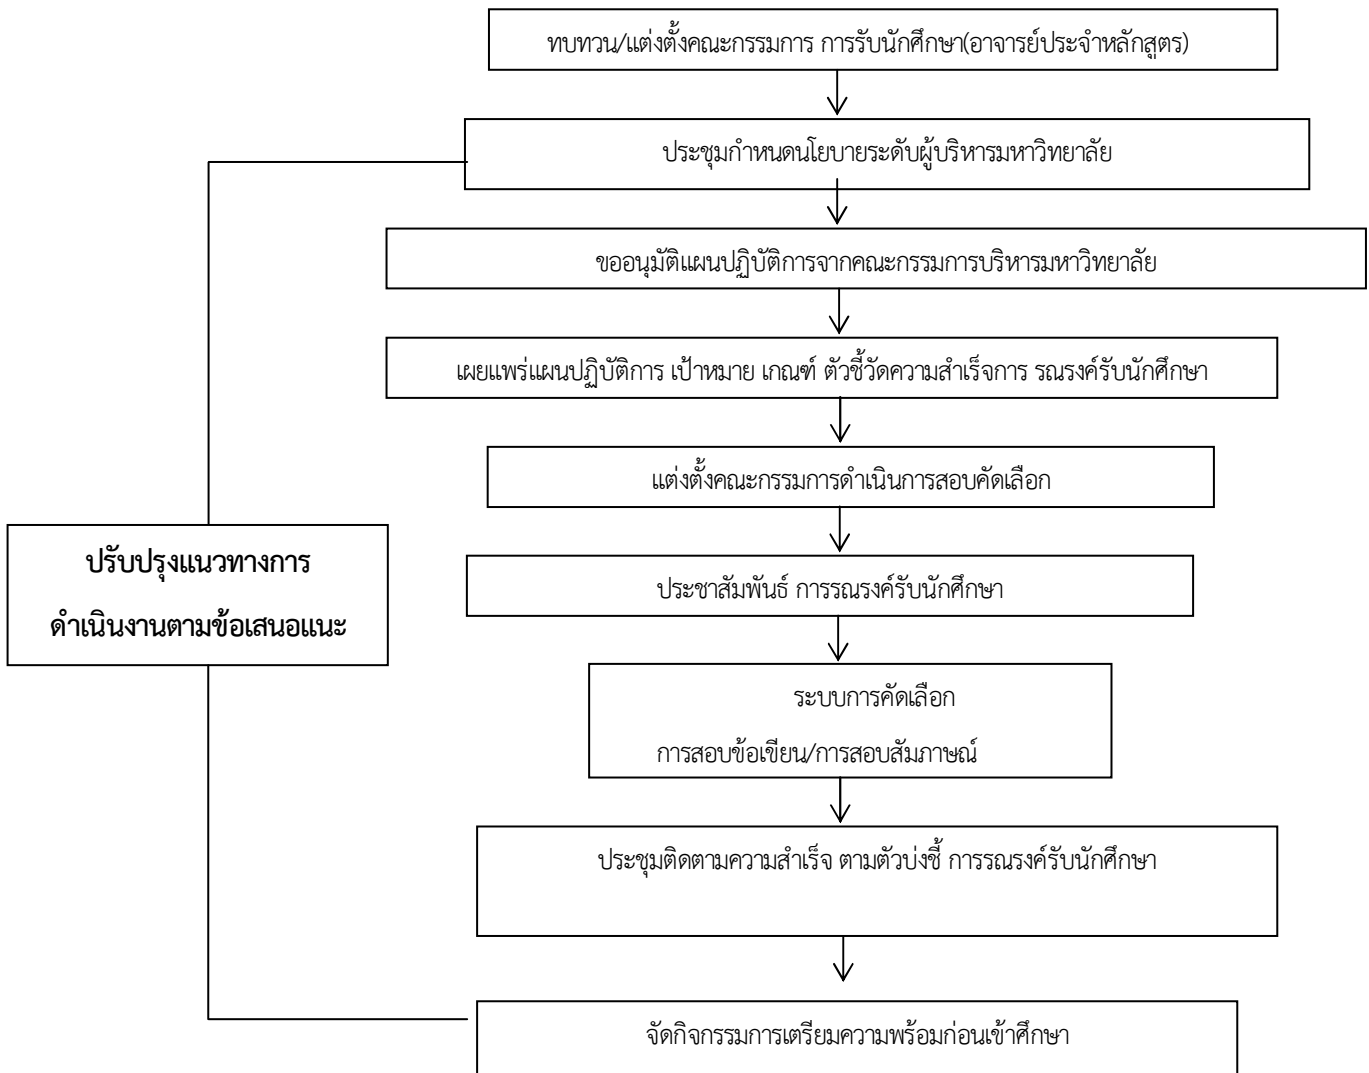 ทบทวน/แต่งตั้งคณะกรรมการ การรับนักศึกษา(อาจารย์ประจำหลักสูตร)
ประชุมกำหนดนโยบายระดับผู้บริหารมหาวิทยาลัย
ขออนุมัติแผนปฏิบัติการจากคณะกรรมการบริหารมหาวิทยาลัย
เผยแพร่แผนปฏิบัติการ เป้าหมาย เกณฑ์ ตัวชี้วัดความสำเร็จการ รณรงค์รับนักศึกษา
แต่งตั้งคณะกรรมการดำเนินการสอบคัดเลือก
ปรับปรุงแนวทางการ
ดำเนินงานตามข้อเสนอแนะ
ประชาสัมพันธ์ การรณรงค์รับนักศึกษา
ระบบการคัดเลือก
การสอบข้อเขียน/การสอบสัมภาษณ์
ประชุมติดตามความสำเร็จ ตามตัวบ่งชี้ การรณรงค์รับนักศึกษา
จัดกิจกรรมการเตรียมความพร้อมก่อนเข้าศึกษา